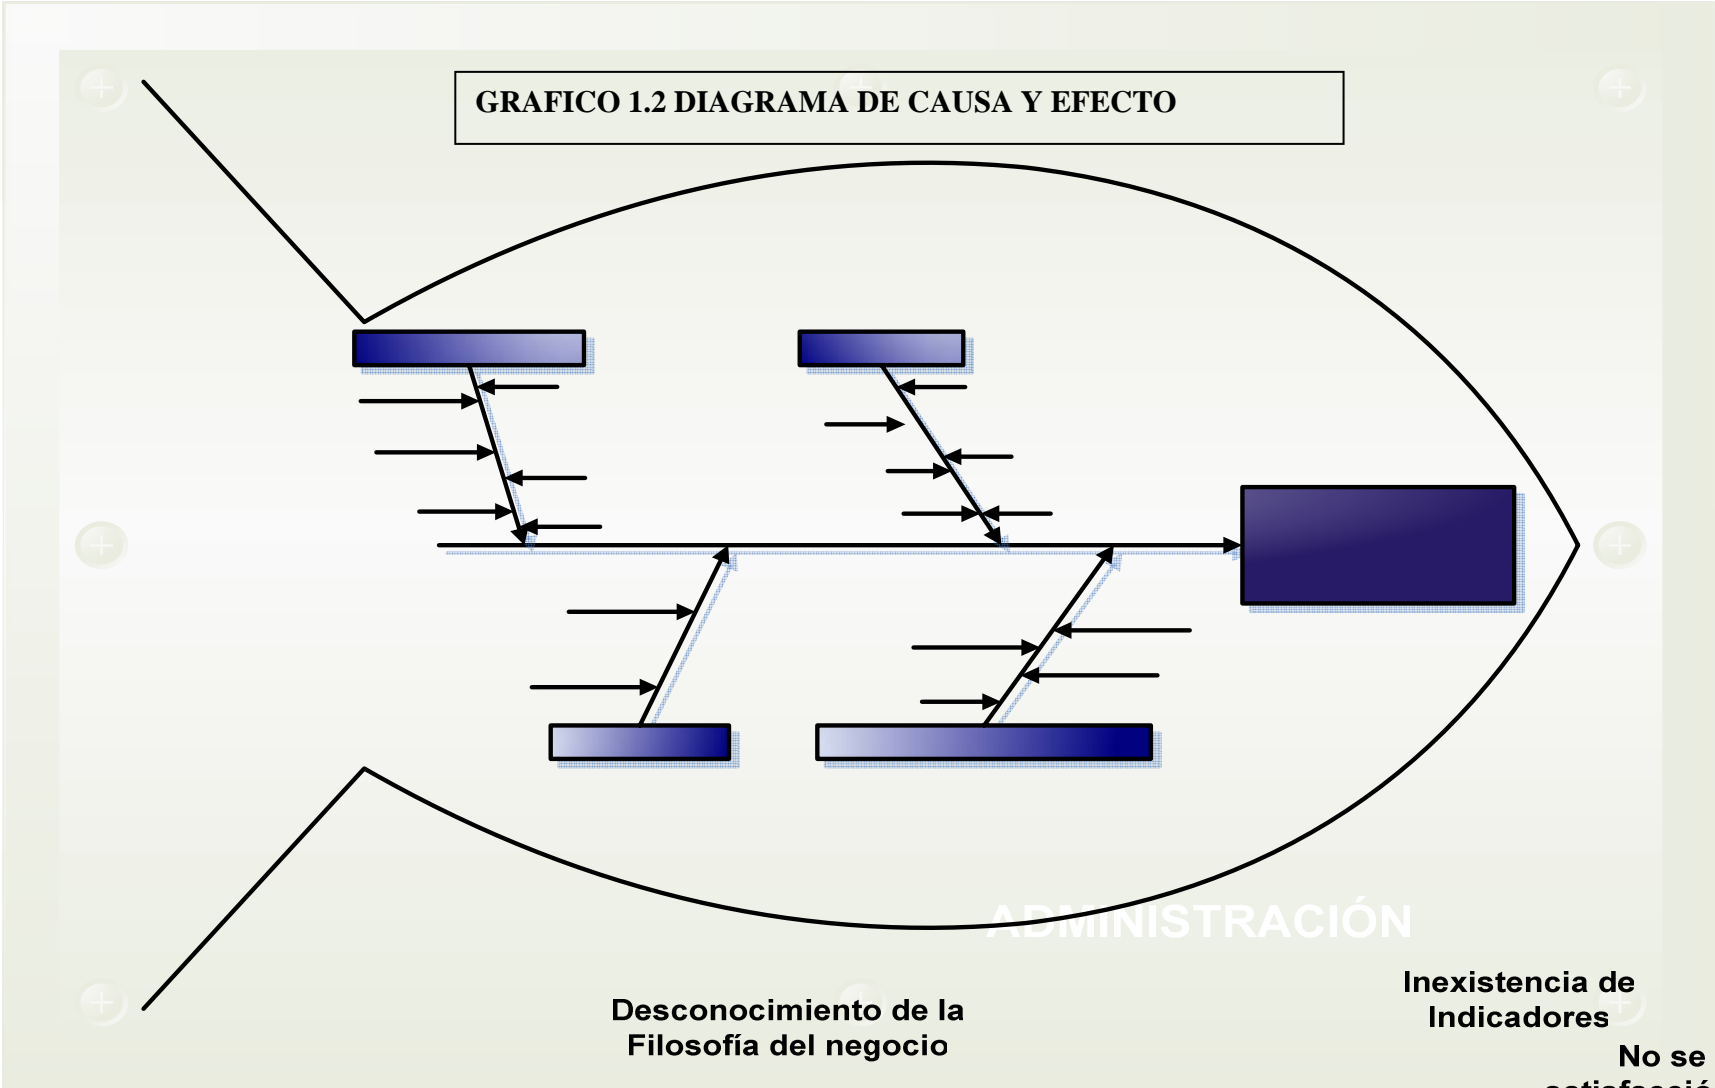 GRAFICO 1.2 DIAGRAMA DE CAUSA Y EFECTO
ADMINISTRACIÓN
Inexistencia de
Indicadores
Desconocimiento de la
Filosofía del negocio
No se